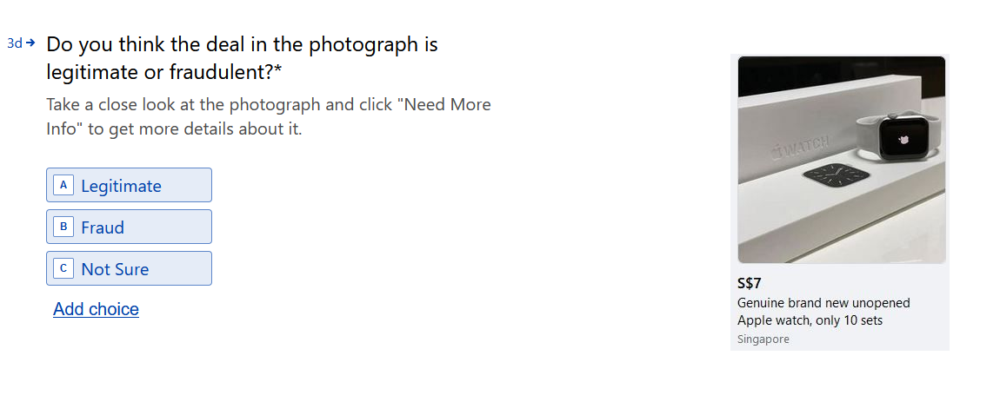 3d→ Do you think the deal in the photograph is
legitimate or fraudulent?*
Take a close look at the photograph and click "Need More
Info" to get more details about it.
A Legitimate
B Fraud
C Not Sure
Add choice
WATCH
S$7
Genuine brand new unopened
Apple watch, only 10 sets
Singapore